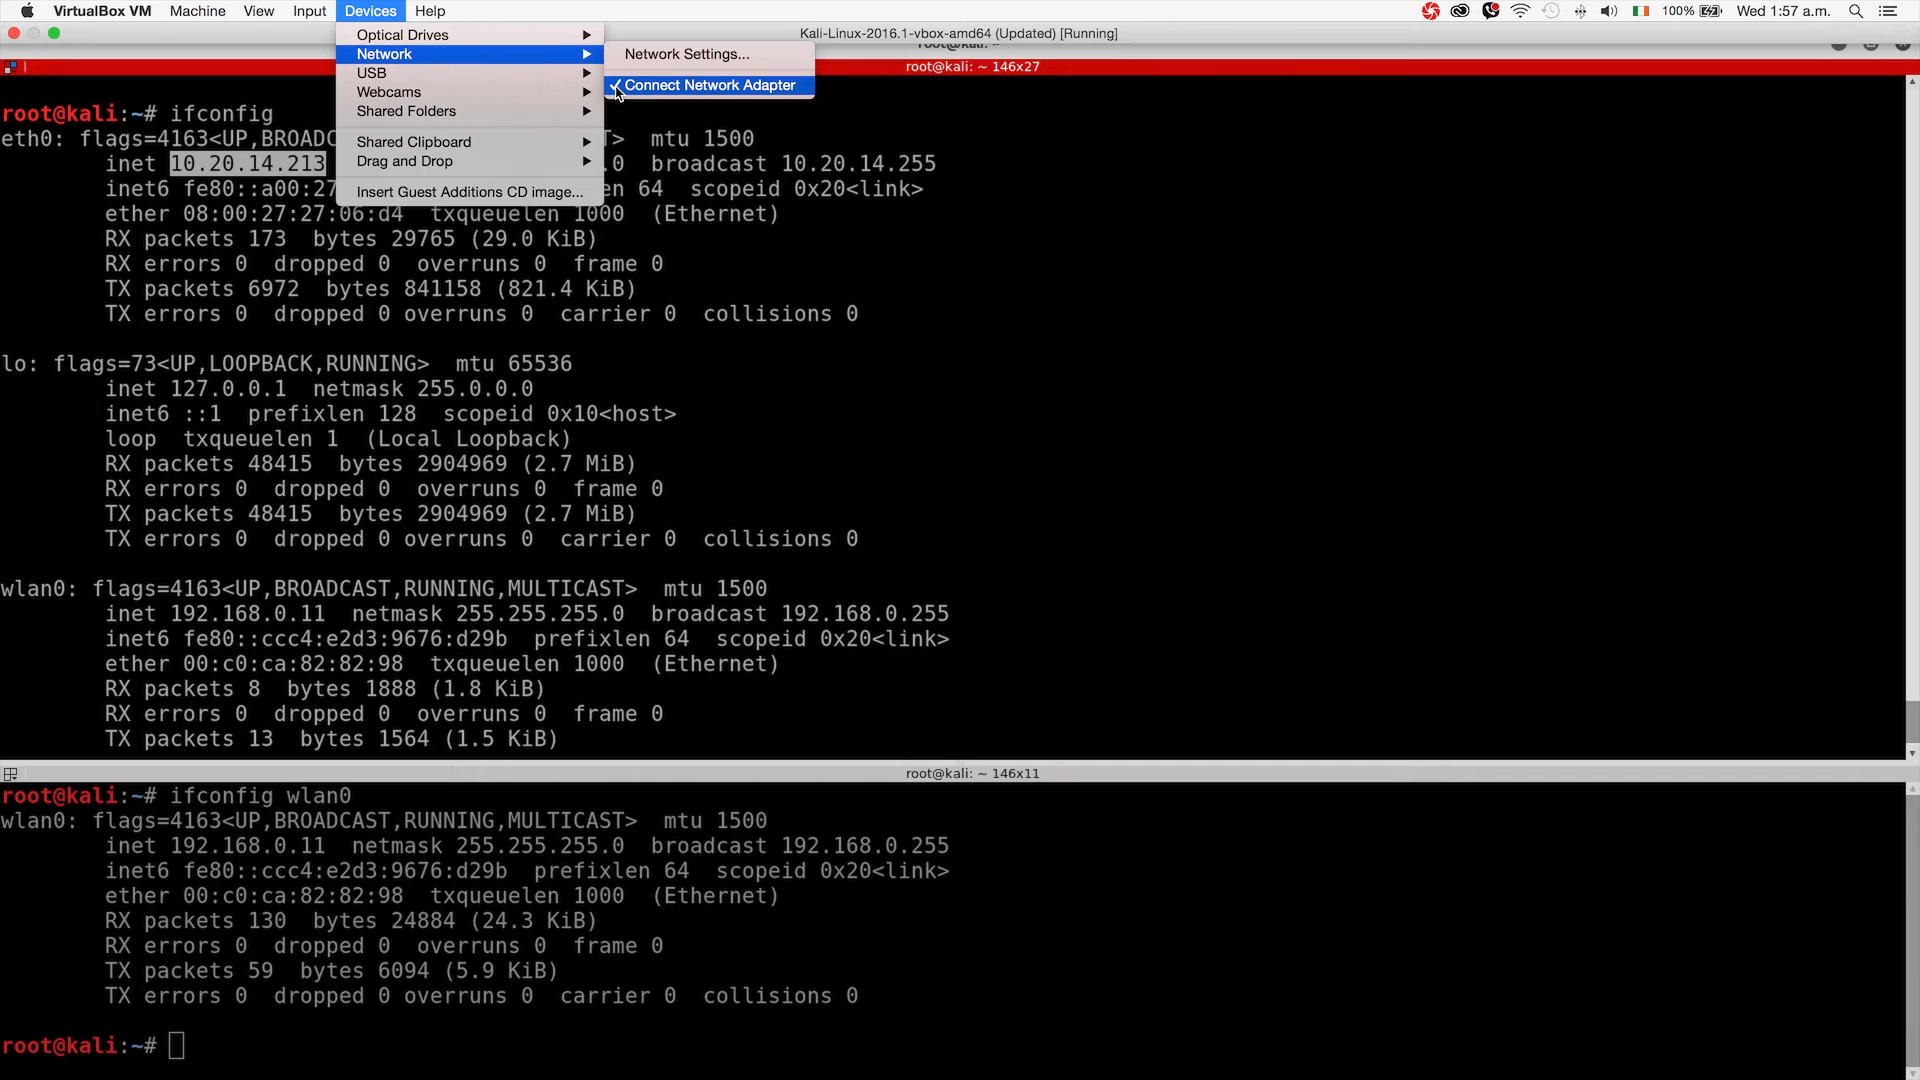 VirtualBox VM Machine View Input Devices Help 100% Wed 1:57 a.m.
Kali-Linux-2016.1-vbox-amd64 (Updated) [Running]
root@kali: ~
root@kali: ~ 146x27
Optical Drives
Network
USB
Webcams
Shared Folders
Shared Clipboard
Drag and Drop
Insert Guest Additions CD image...
Network Settings...
Connect Network Adapter
root@kali:~# ifconfig
eth0: flags=4163<UP,BROADC > mtu 1500
inet 10.20.14.213 .0 broadcast 10.20.14.255
inet6 fe80::a00:27 en 64 scopeid 0x20<link>
ether 08:00:27:27:06:d4 txqueuelen 1000 (Ethernet)
RX packets 173 bytes 29765 (29.0 KiB)
RX errors 0 dropped 0 overruns 0 frame 0
TX packets 6972 bytes 841158 (821.4 KiB)
TX errors 0 dropped 0 overruns 0 carrier 0 collisions 0
lo: flags=73<UP,LOOPBACK,RUNNING> mtu 65536
inet 127.0.0.1 netmask 255.0.0.0
inet6 ::1 prefixlen 128 scopeid 0x10<host>
loop txqueuelen 1 (Local Loopback)
RX packets 48415 bytes 2904969 (2.7 MiB)
RX errors 0 dropped 0 overruns 0 frame 0
TX packets 48415 bytes 2904969 (2.7 MiB)
TX errors 0 dropped 0 overruns 0 carrier 0 collisions 0
wlan0: flags=4163<UP,BROADCAST,RUNNING,MULTICAST> mtu 1500
inet 192.168.0.11 netmask 255.255.255.0 broadcast 192.168.0.255
inet6 fe80::ccc4:e2d3:9676:d29b prefixlen 64 scopeid 0x20<link>
ether 00:c0:ca:82:82:98 txqueuelen 1000 (Ethernet)
RX packets 8 bytes 1888 (1.8 KiB)
RX errors 0 dropped 0 overruns 0 frame 0
TX packets 13 bytes 1564 (1.5 KiB)
root@kali: ~ 146x11
root@kali:~# ifconfig wlan0
wlan0: flags=4163<UP,BROADCAST,RUNNING,MULTICAST> mtu 1500
inet 192.168.0.11 netmask 255.255.255.0 broadcast 192.168.0.255
inet6 fe80::ccc4:e2d3:9676:d29b prefixlen 64 scopeid 0x20<link>
ether 00:c0:ca:82:82:98 txqueuelen 1000 (Ethernet)
RX packets 130 bytes 24884 (24.3 KiB)
RX errors 0 dropped 0 overruns 0 frame 0
TX packets 59 bytes 6094 (5.9 KiB)
TX errors 0 dropped 0 overruns 0 carrier 0 collisions 0
root@kali:~#